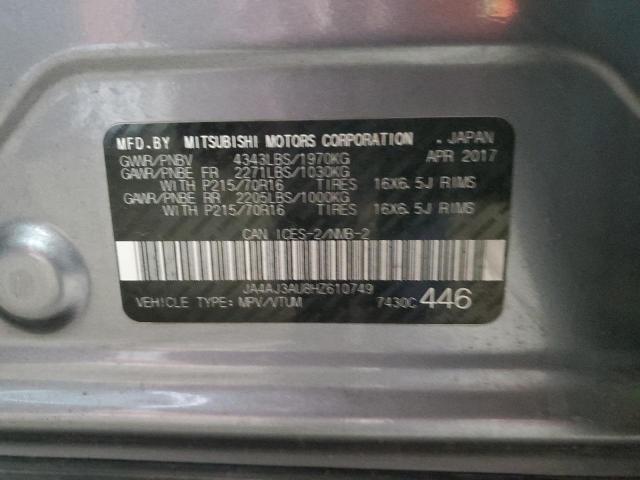 MFD.BY MITSUBISHI MOTORS CORPORATION . JAPAN
GVWR/PNBV 4343LBS/1970KG APR 2017
GAWR/PNBE FR 2271LBS/1030KG
WITH P215/70R16 TIRES 16X6.5J RIMS
GAWR/PNBE RR 2205LBS/1000KG
WITH P215/70R16 TIRES 16X6.5J RIMS
CAN ICES-2/NMB-2
JA4AJ3AU8HZ610749
VEHICLE TYPE: MPV/VTUM 7430C 446